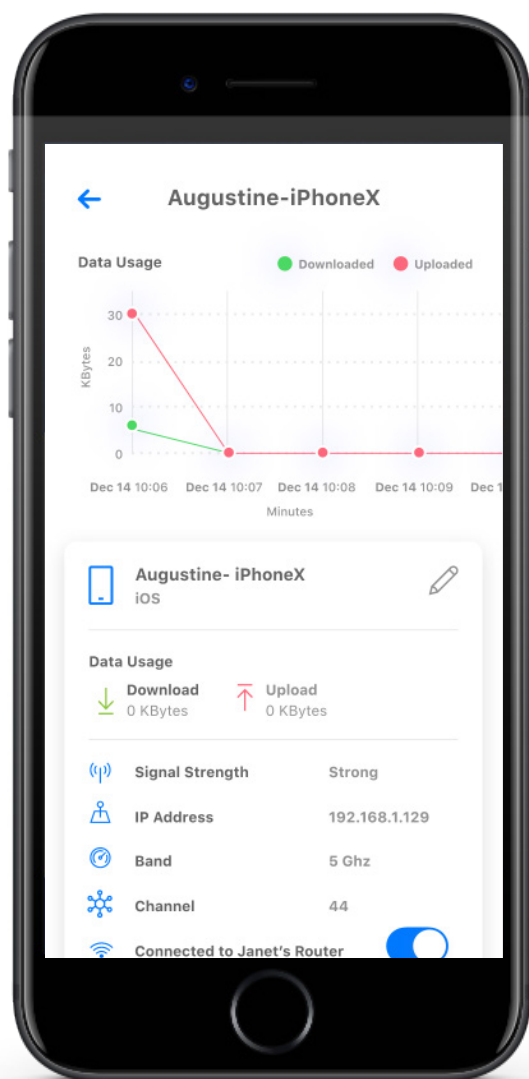 Augustine-iPhoneX
Data Usage Downloaded Uploaded
30
20
10
0
KBytes
Dec 14 10:06 Dec 14 10:07 Dec 14 10:08 Dec 14 10:09 Dec 1
Minutes
Augustine- iPhoneX
iOS
Data Usage
Download Upload
0 KBytes 0 KBytes
Signal Strength Strong
IP Address 192.168.1.129
Band 5 Ghz
Channel 44
Connected to Janet's Router